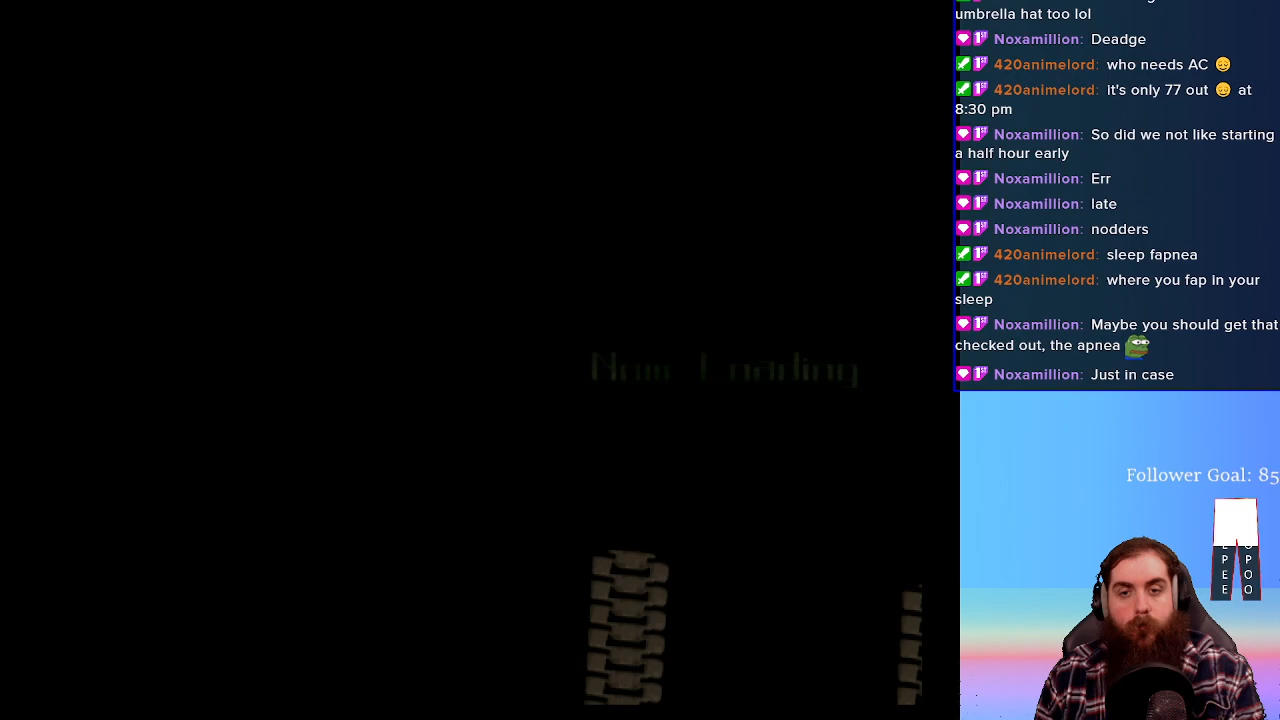 umbrella hat too lol
Noxamillion: Deadge
420animelord: who needs AC 😔
420animelord: it's only 77 out 😔 at
8:30 pm
Noxamillion: So did we not like starting
a half hour early
Noxamillion: Err
Noxamillion: late
Noxamillion: nodders
420animelord: sleep fapnea
420animelord: where you fap in your
sleep
Noxamillion: Maybe you should get that
checked out, the apnea
Noxamillion: Just in case
Now Loading
Follower Goal: 85
P O
E O
E